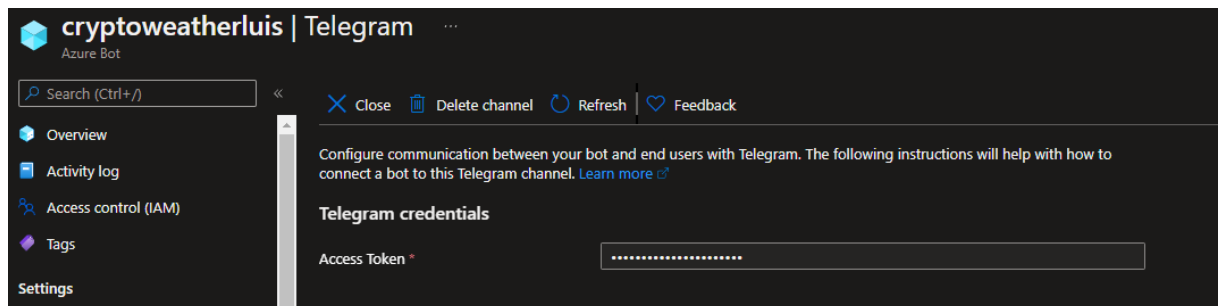 cryptoweatherluis | Telegram ...
Azure Bot
Search (Ctrl+/)
«
Close
Delete channel
Refresh
Feedback
Overview
Activity log
Access control (IAM)
Tags
Settings
Configure communication between your bot and end users with Telegram. The following instructions will help with how to
connect a bot to this Telegram channel. Learn more
Telegram credentials
Access Token *
••••••••••••••••••••••